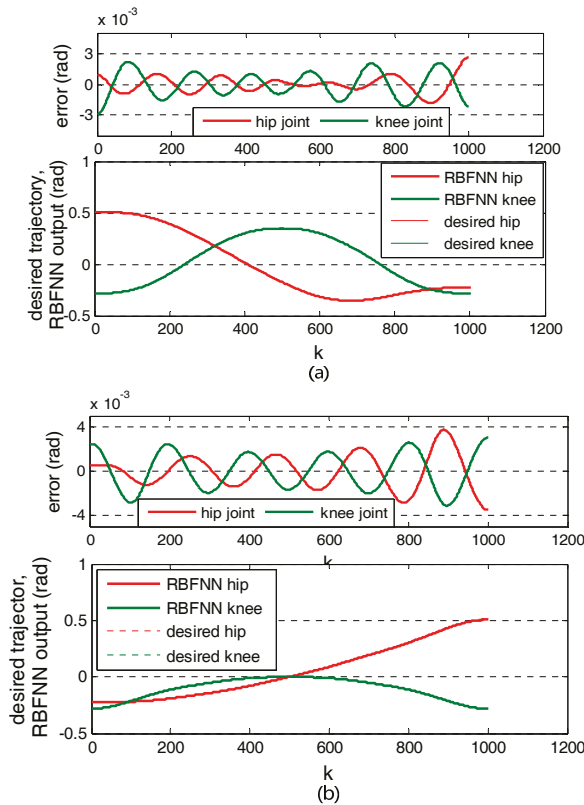 x 10^-3
error (rad)
3
0
-3
0 200 400 600 800 1000 1200
hip joint knee joint
desired trajectory,
RBFNN output (rad)
1
0.5
0
-0.5
RBFNN hip
RBFNN knee
desired hip
desired knee
0 200 400 600 800 1000 1200
k
(a)
x 10^-3
error (rad)
4
0
-4
hip joint knee joint
0 200 400 600 800 1000 1200
k
desired trajector,
RBFNN output (rad)
1
0.5
0
-0.5
RBFNN hip
RBFNN knee
desired hip
desired knee
0 200 400 600 800 1000 1200
k
(b)